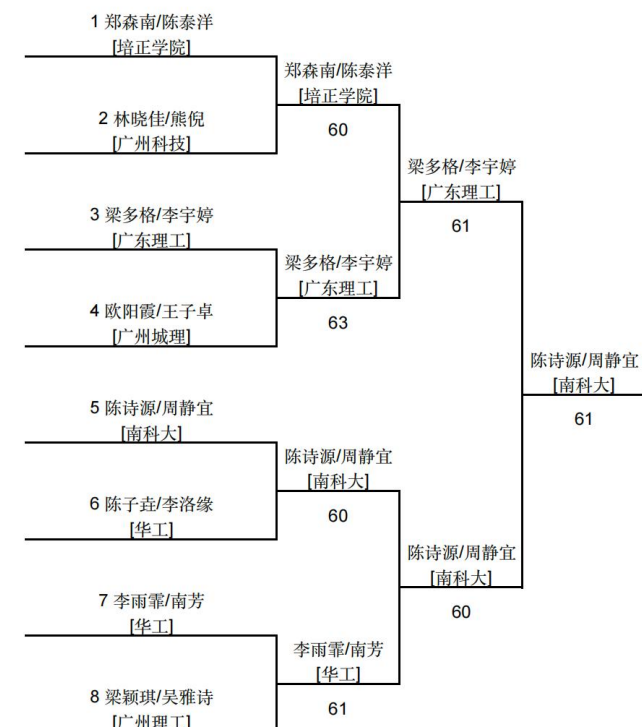 1 郑森南/陈泰洋
[培正学院]
郑森南/陈泰洋
[培正学院]
2 林晓佳/熊倪
[广州科技]
60
梁多格/李宇婷
[广东理工]
3 梁多格/李宇婷
[广东理工]
61
梁多格/李宇婷
[广东理工]
4 欧阳霞/王子卓
[广州城理]
63
陈诗源/周静宜
[南科大]
5 陈诗源/周静宜
[南科大]
61
陈诗源/周静宜
[南科大]
6 陈子垚/李洛缘
[华工]
60
陈诗源/周静宜
[南科大]
7 李雨霏/南芳
[华工]
60
李雨霏/南芳
[华工]
8 梁颖琪/吴雅诗
[广州理工]
61